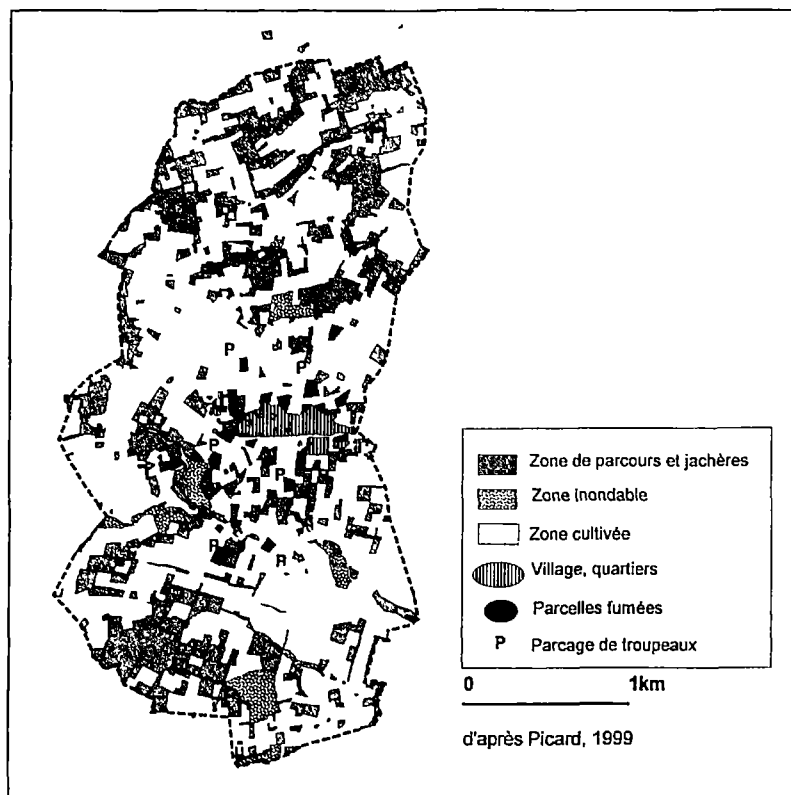 P
P
P
P
P
P
Zone de parcours et jachères
Zone inondable
Zone cultivée
Village, quartiers
Parcelles fumées
P Parcage de troupeaux
0 1km
d'après Picard, 1999